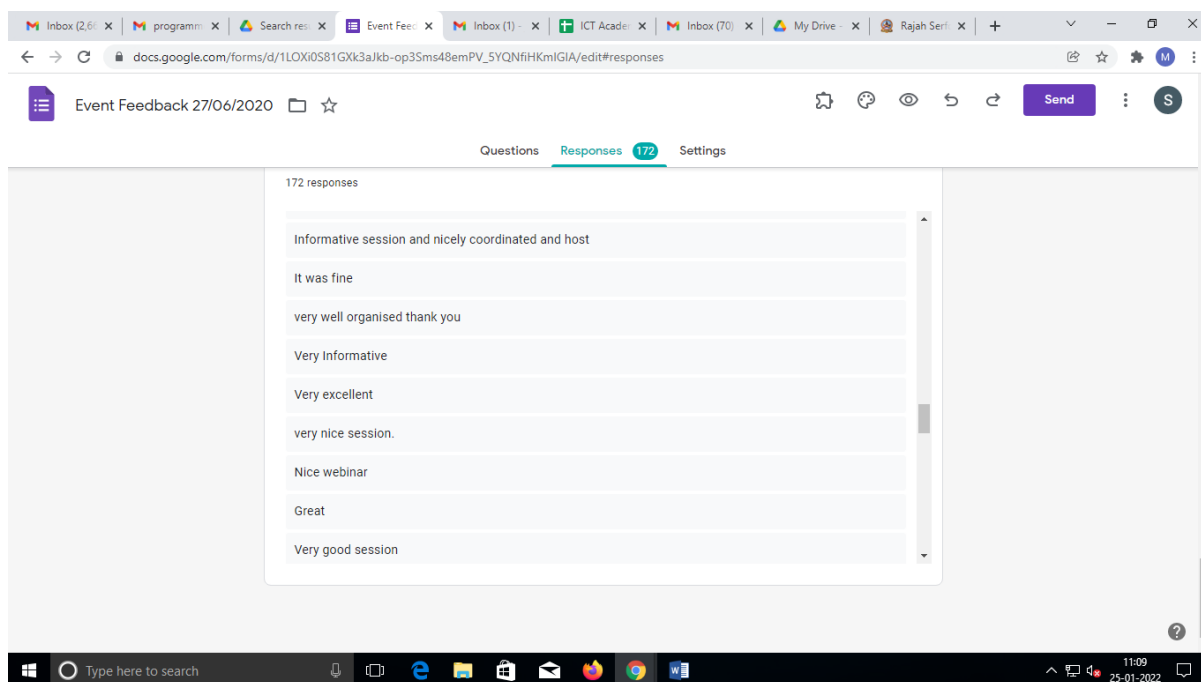 Inbox (2,6
programm
Search res
Event Feed
Inbox (1) -
ICT Acade
Inbox (70)
My Drive -
Rajah Serf
docs.google.com/forms/d/1LOXi0S81GXk3aJkb-op3Sms48emPV_5YQNfiHKmIGIA/edit#responses
M
Event Feedback 27/06/2020
Send
S
Questions Responses 172 Settings
172 responses
Informative session and nicely coordinated and host
It was fine
very well organised thank you
Very Informative
Very excellent
very nice session.
Nice webinar
Great
Very good session
Type here to search
11:09
25-01-2022